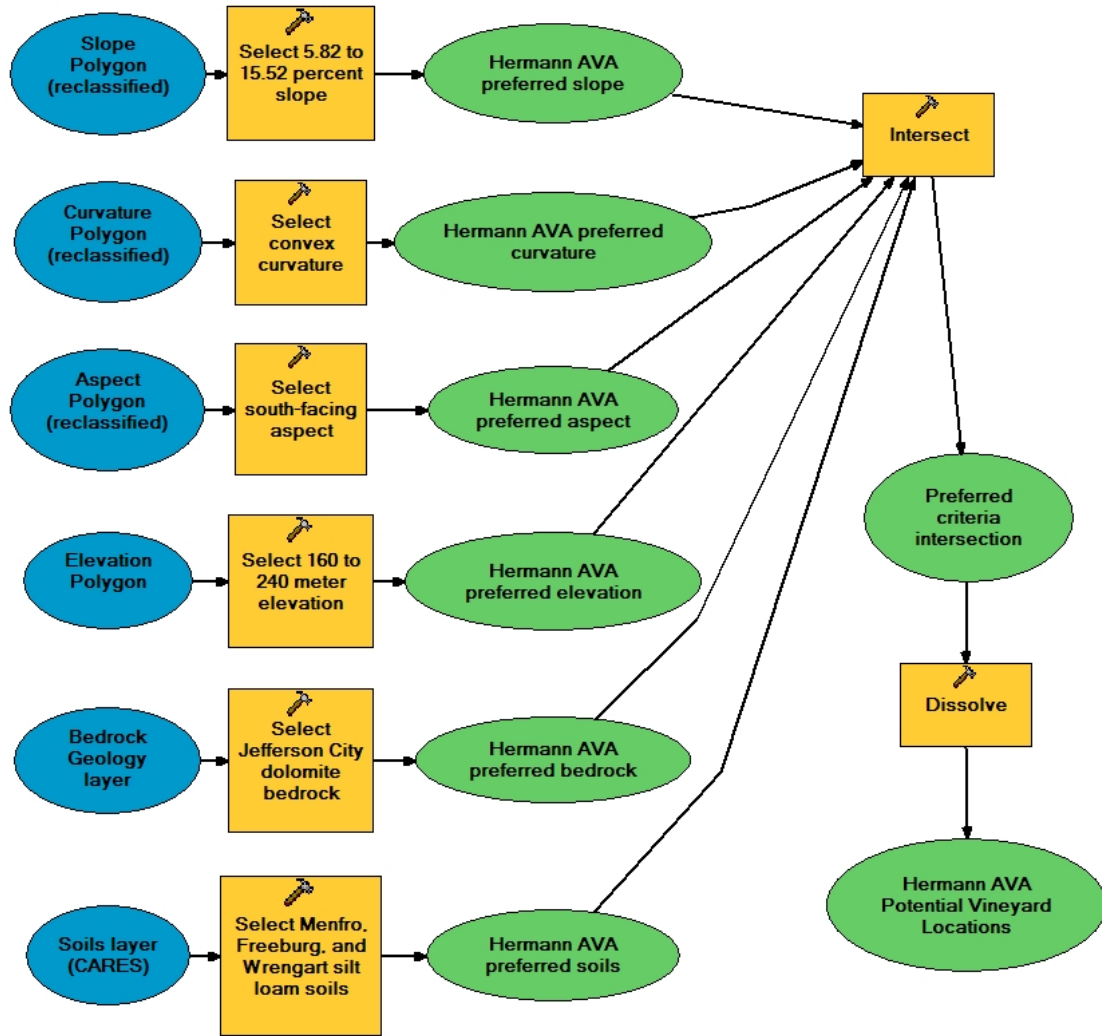 Slope
Polygon
(reclassified)
Select 5.82 to
15.52 percent
slope
Hermann AVA
preferred slope
Intersect
Curvature
Polygon
(reclassified)
Select
convex
curvature
Hermann AVA preferred
curvature
Aspect
Polygon
(reclassified)
Select
south-facing
aspect
Hermann AVA
preferred aspect
Elevation
Polygon
Select 160 to
240 meter
elevation
Hermann AVA
preferred elevation
Preferred
criteria
intersection
Bedrock
Geology
layer
Select
Jefferson City
dolomite
bedrock
Hermann AVA
preferred bedrock
Dissolve
Soils layer
(CARES)
Select Menfro,
Freeburg, and
Wrengart silt
loam soils
Hermann AVA
preferred soils
Hermann AVA
Potential Vineyard
Locations